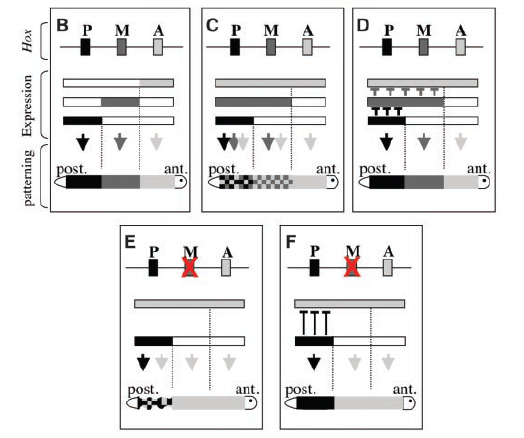 B
C
D
Hox
P M A
P M A
P M A
Expression
patterning
post. ant.
post. ant.
post. ant.
E
F
P M A
P M A
post. ant.
post. ant.